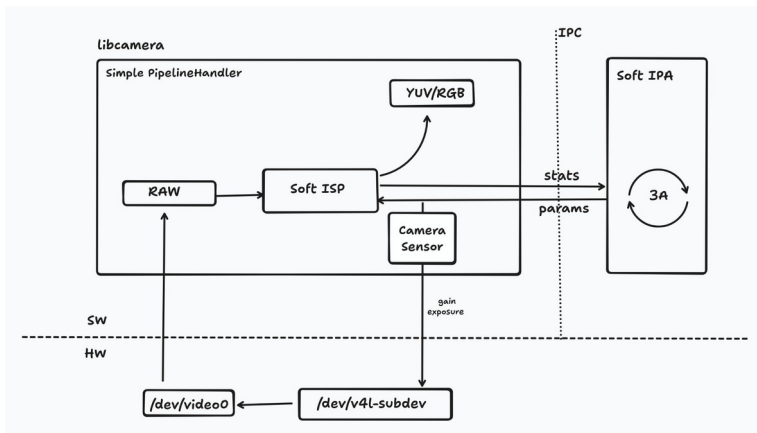 libcamera
IPC
Simple PipelineHandler
Soft IPA
YUV/RGB
RAW
Soft ISP
stats
params
3A
Camera
Sensor
gain
exposure
SW
HW
/dev/video0
/dev/v4l-subdev